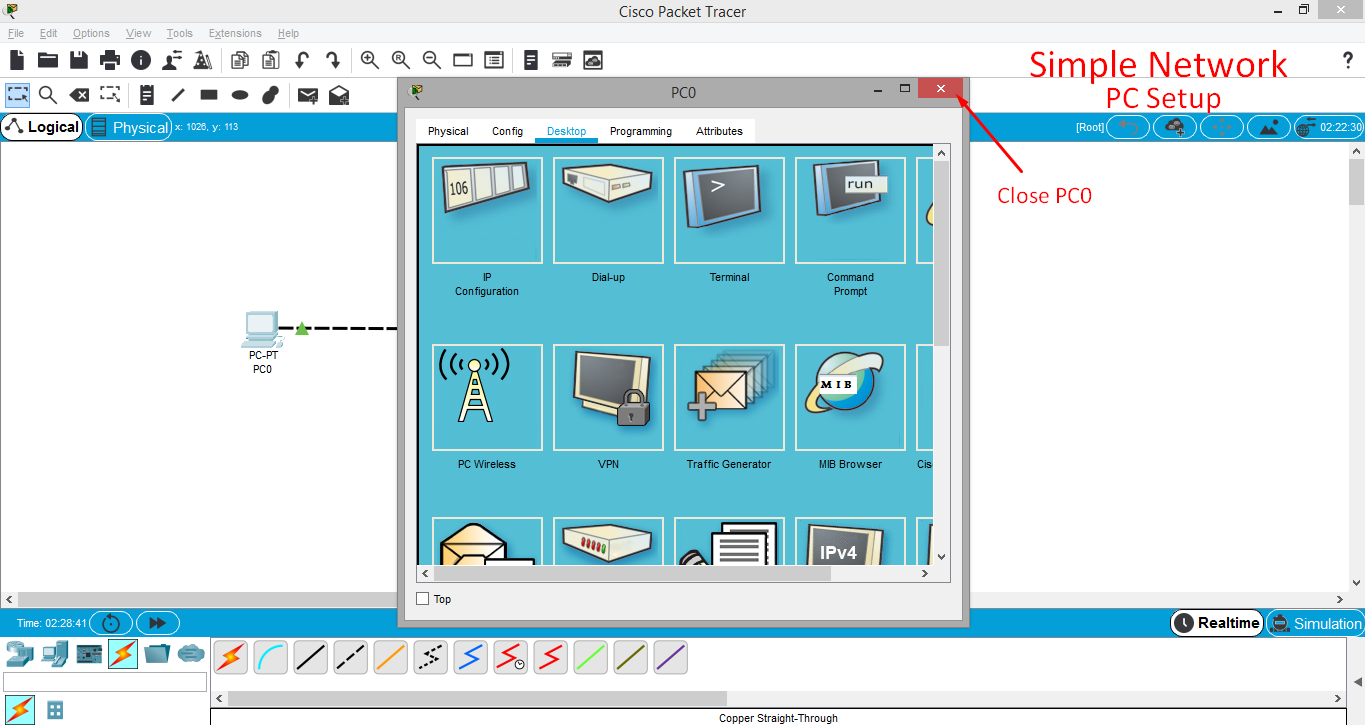 Cisco Packet Tracer
File Edit Options View Tools Extensions Help
?
Simple Network
PC Setup
PC0
Logical
Physical
x: 1026, y: 113
[Root]
02:22:30
Physical Config Desktop Programming Attributes
106
>
run
IP
Configuration
Dial-up
Terminal
Command
Prompt
Close PC0
PC-PT
PC0
MIB
PC Wireless
VPN
Traffic Generator
MIB Browser
Cis
IPv4
Top
Time: 02:28:41
Realtime
Simulation
Copper Straight-Through